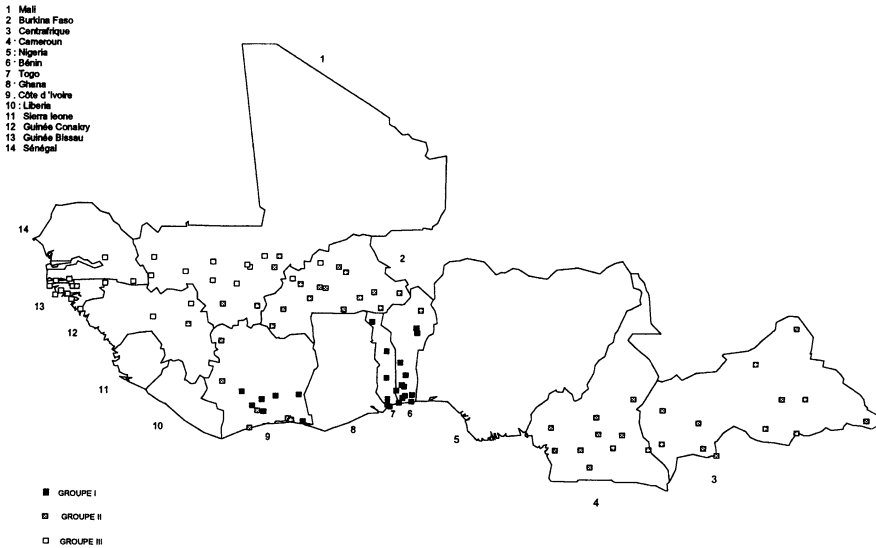 1 Mali
2 Burkina Faso
3 Centrafrique
4 · Cameroun
5 : Nigeria
6 · Bénin
7 Togo
8 · Ghana
9 . Côte d 'Ivoire
10 : Liberia
11 Sierra leone
12 Guinée Conakry
13 Guinée Bissau
14 Sénégal
1
14
2
13
12
11
10
9
8
7 6
5
4
3
GROUPE I
GROUPE II
GROUPE III